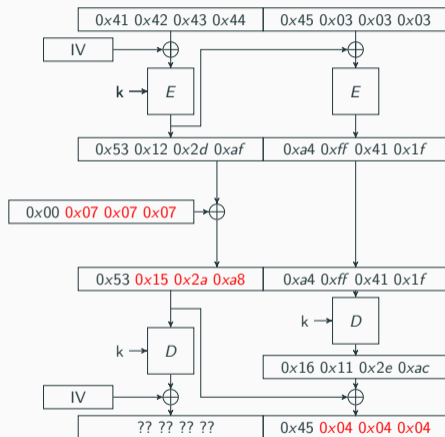 0x41 0x42 0x43 0x44 0x45 0x03 0x03 0x03
IV
k E E
0x53 0x12 0x2d 0xaf 0xa4 0xff 0x41 0x1f
0x00 0x07 0x07 0x07
0x53 0x15 0x2a 0xa8 0xa4 0xff 0x41 0x1f
k D
k D
0x16 0x11 0x2e 0xac
IV
?? ?? ?? ?? 0x45 0x04 0x04 0x04